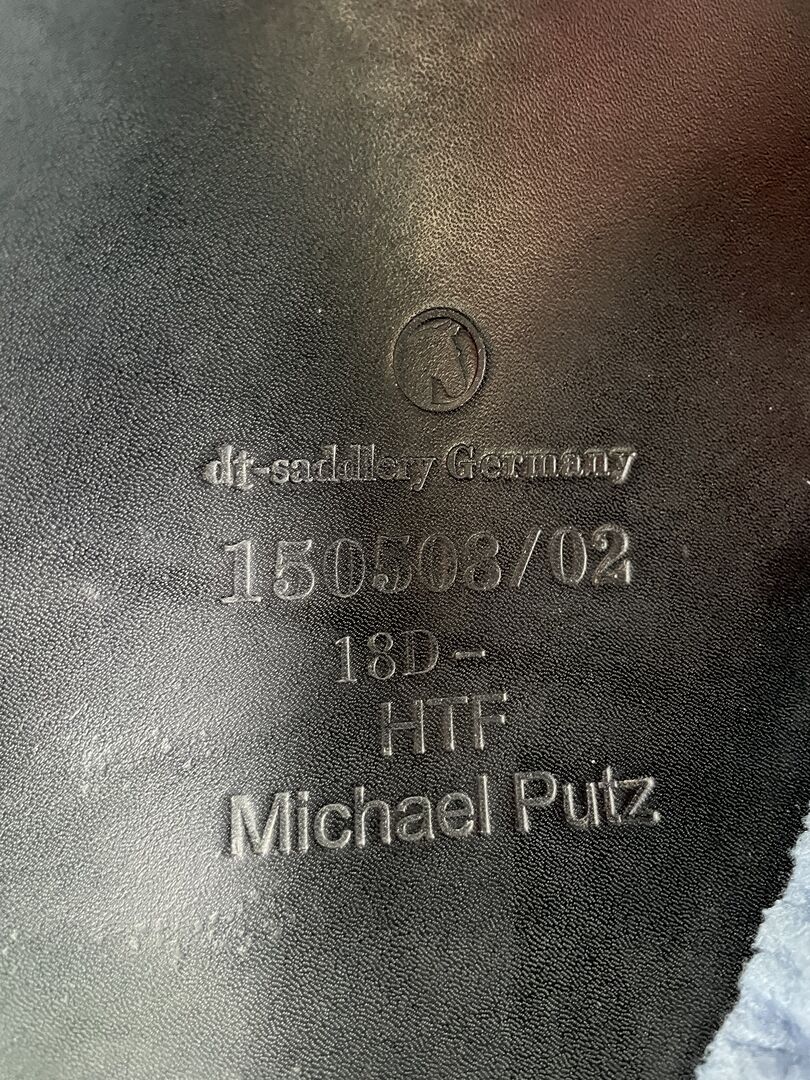 dt-saddlery Germany
150508/02
18D-
HTF
Michael Putz